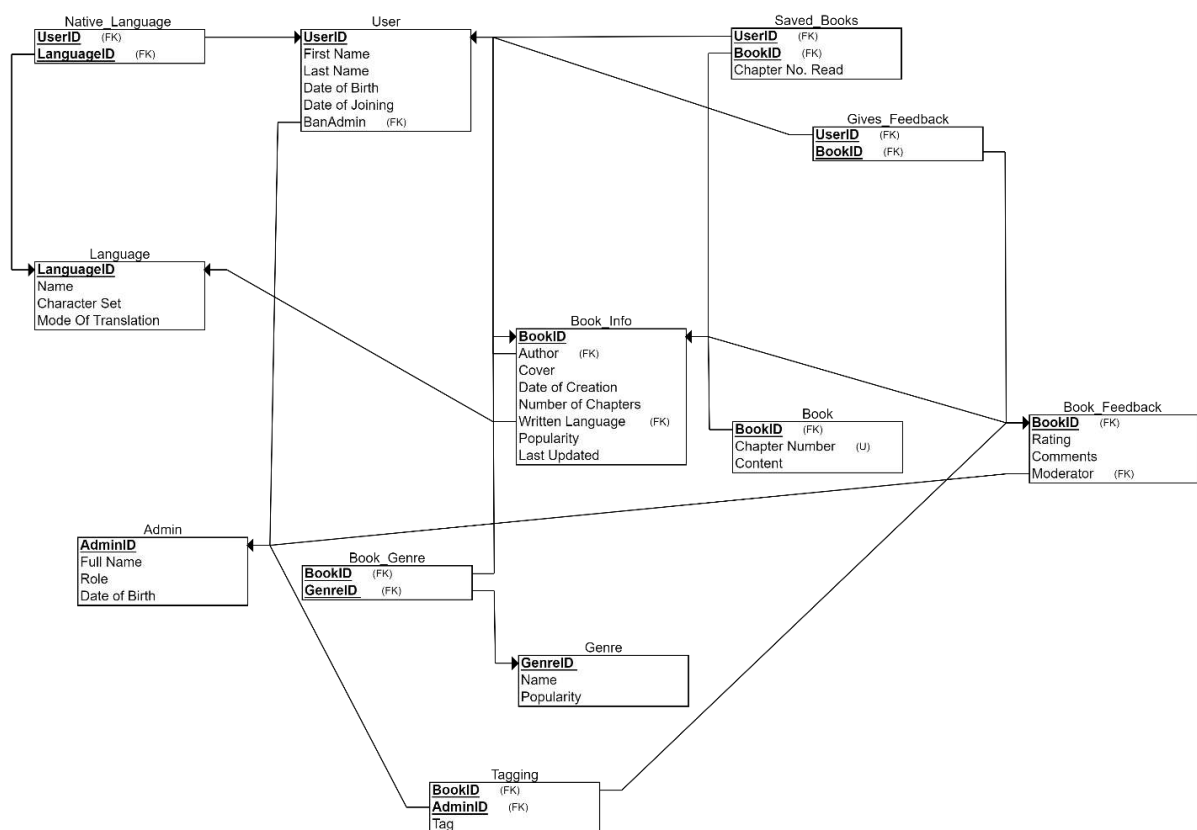 Native_Language
UserID (FK)
LanguageID (FK)
User
UserID
First Name
Last Name
Date of Birth
Date of Joining
BanAdmin (FK)
Saved_Books
UserID (FK)
BookID (FK)
Chapter No. Read
Gives_Feedback
UserID (FK)
BookID (FK)
Language
LanguageID
Name
Character Set
Mode Of Translation
Book_Info
BookID
Author (FK)
Cover
Date of Creation
Number of Chapters
Written Language (FK)
Popularity
Last Updated
Book
BookID (FK)
Chapter Number (U)
Content
Book_Feedback
BookID (FK)
Rating
Comments
Moderator (FK)
Admin
AdminID
Full Name
Role
Date of Birth
Book_Genre
BookID (FK)
GenreID (FK)
Genre
GenreID
Name
Popularity
Tagging
BookID (FK)
AdminID (FK)
Tag